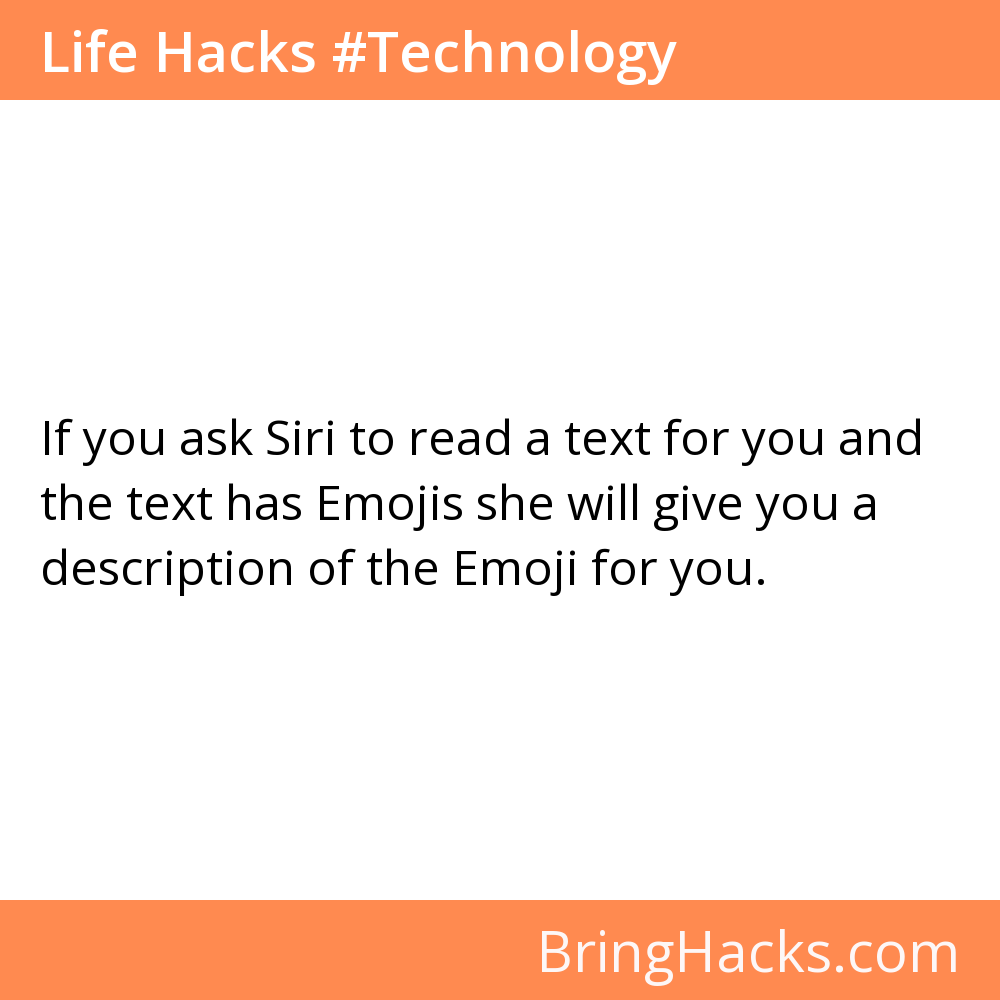 Life Hacks #Technology
If you ask Siri to read a text for you and
the text has Emojis she will give you a
description of the Emoji for you.
BringHacks.com